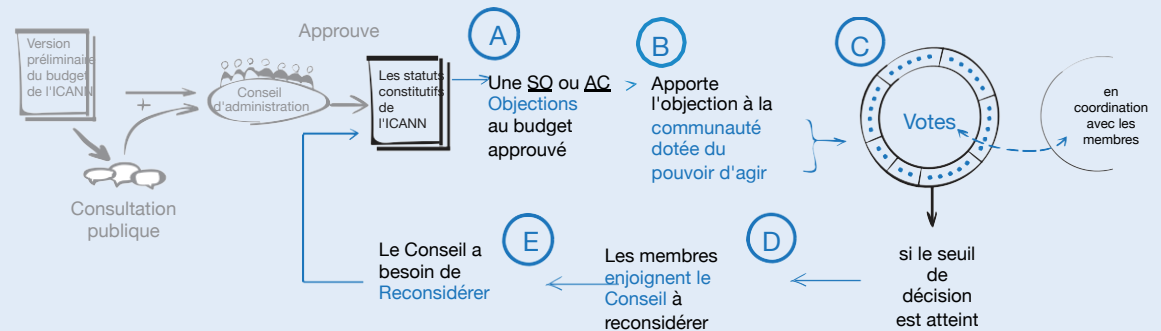 Version
préliminaire
du budget
de l'ICANN
+
Consultation
publique
Approuve
Conseil
d'administration
Les statuts
constitutifs
de
l'ICANN
A
Une SO ou AC
Objections
au budget
approuvé
B
Apporte
l'objection à la
communauté
dotée du
pouvoir d'agir
C
Votes
en
coordination
avec les
membres
si le seuil
de
décision
est atteint
D
Les membres
enjoignent le
Conseil à
reconsidérer
E
Le Conseil a
besoin de
Reconsidérer